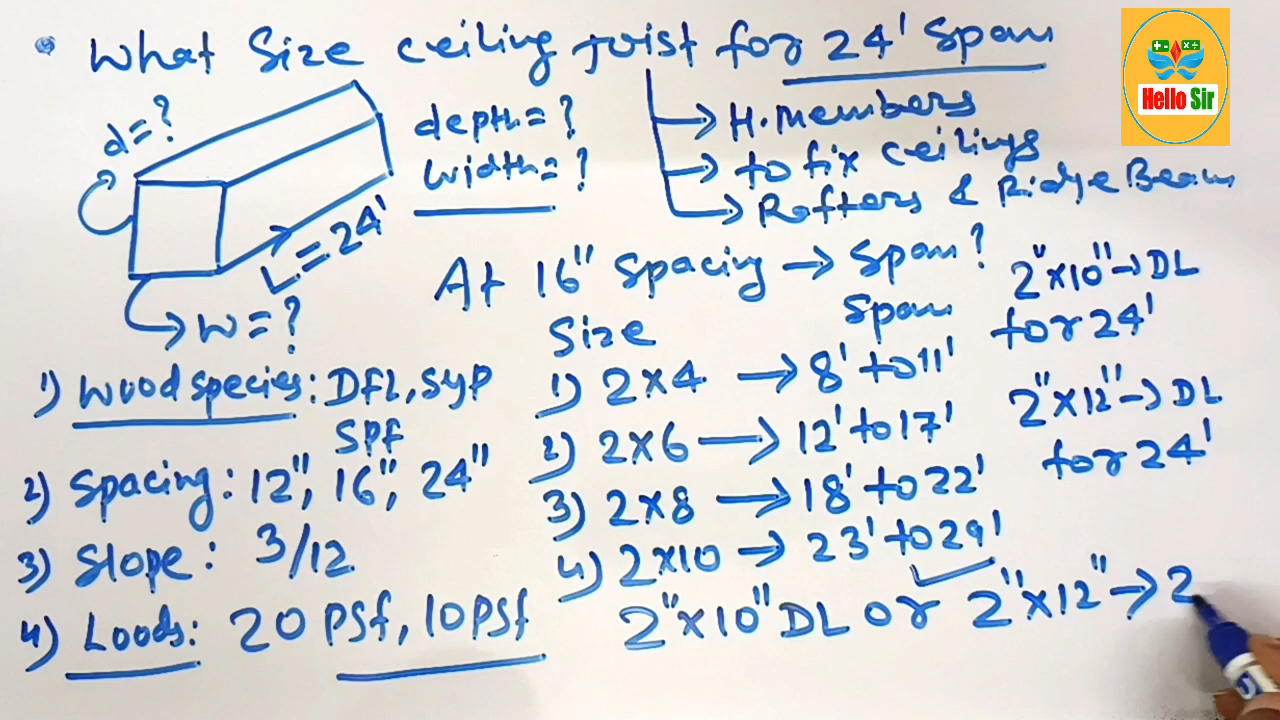 What Size ceiling joist for 24' Span
Hello Sir
d=?
depth=?
width=?
L=24'
w=?
→ H.members
→ to fix ceilings
→ Rafters & Ridge Beam
At 16" Spacing → Span?
Size Span
1) 2x4 → 8' to 11'
2) 2x6 → 12' to 17'
3) 2x8 → 18' to 22'
4) 2x10 → 23' to 29'
2"x10" → DL
for 24'
2"x12" → DL
for 24'
1) Wood species: DFL, SYP
SPF
2) Spacing: 12", 16", 24"
3) Slope: 3/12
4) Loods: 20 psf, 10psf
2"x10" DL or 2"x12" → 2